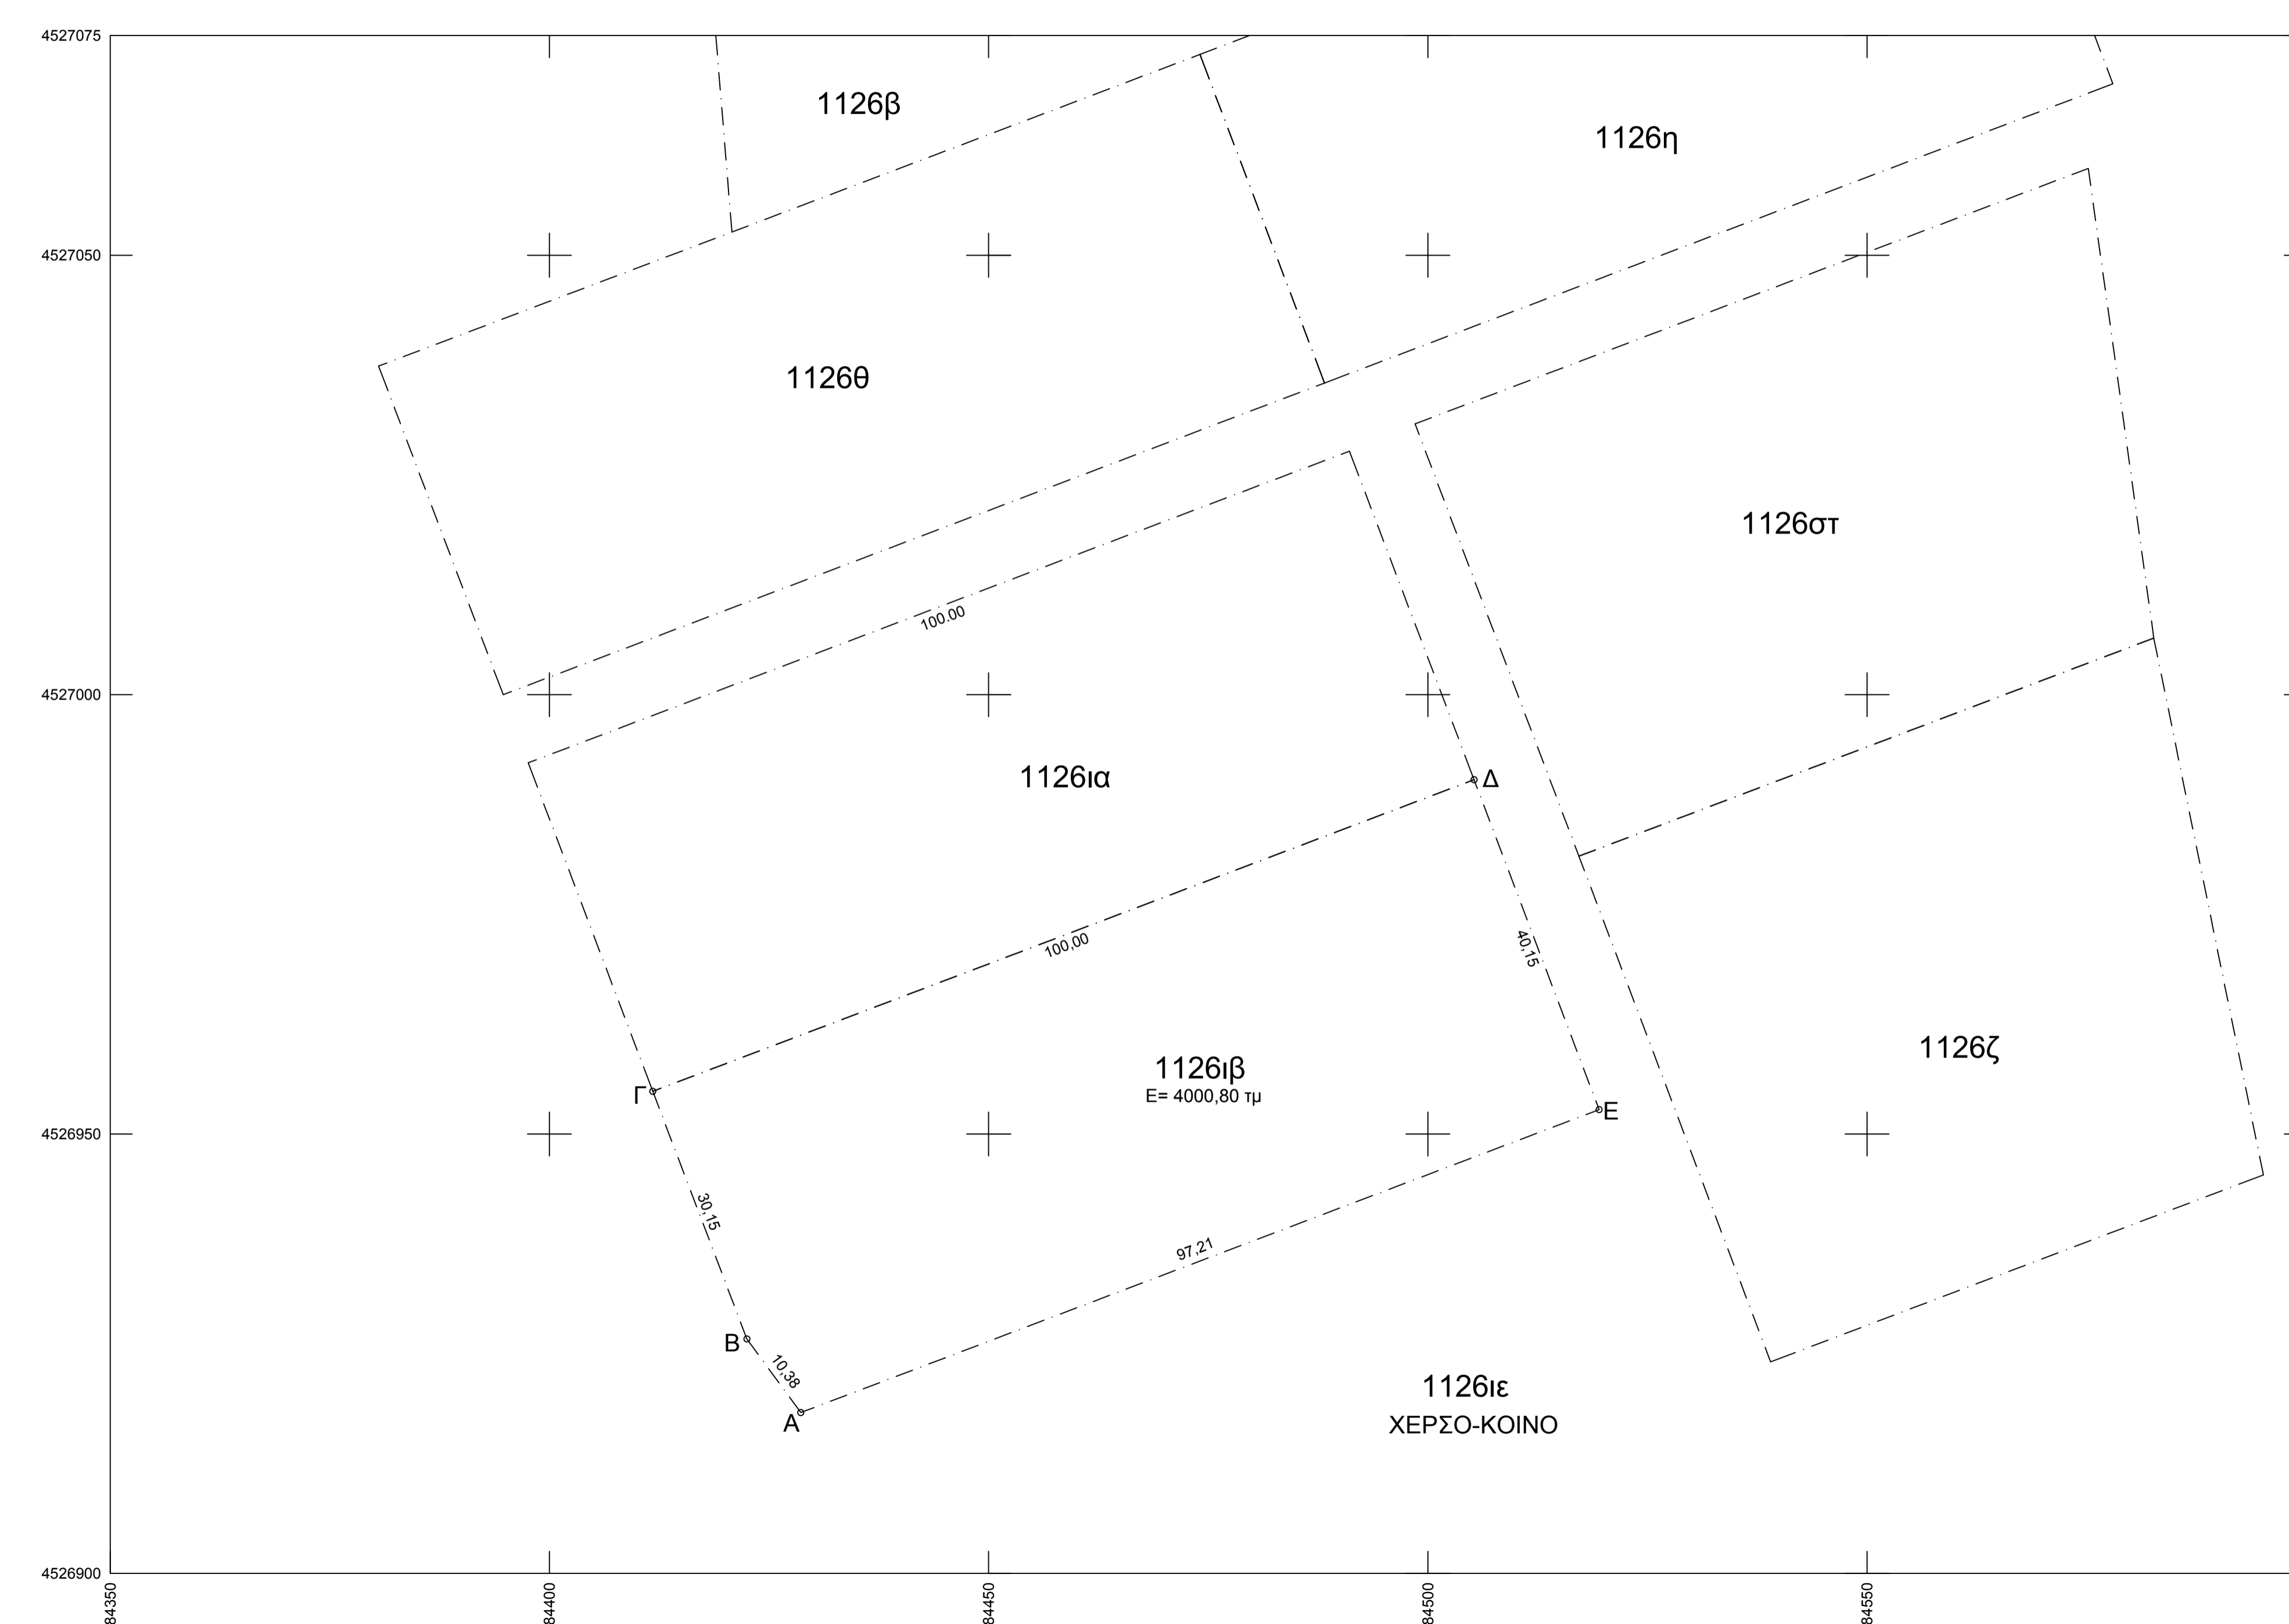 4527075
1126β
1126η
4527050
1126θ
1126στ
100.00
4527000
1126ια
Δ
100,00
40,15
1126ζ
1126ιβ
Ε= 4000,80 τμ
Γ
Ε
4526950
30,15
97,21
Β
10,38
1126ιε
Α
ΧΕΡΣΟ-ΚΟΙΝΟ
4526900
84350
84400
84450
84500
84550